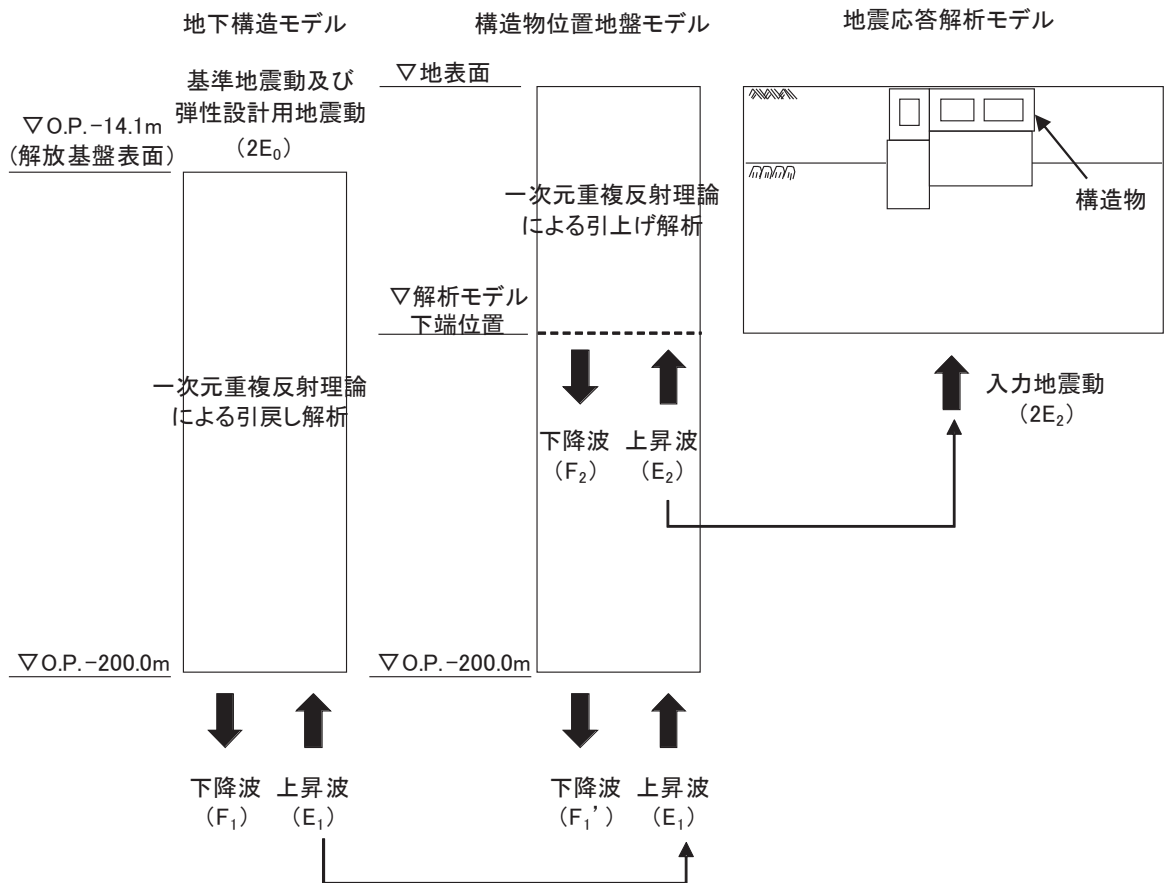 地下構造モデル
基準地震動及び
弾性設計用地震動
(2E₀)
▽O.P.-14.1m
(解放基盤表面)
一次元重複反射理論
による引戻し解析
▽O.P.-200.0m
下降波
(F₁)
上昇波
(E₁)
構造物位置地盤モデル
▽地表面
一次元重複反射理論
による引上げ解析
▽解析モデル
下端位置
下降波
(F₂)
上昇波
(E₂)
▽O.P.-200.0m
下降波
(F₁’)
上昇波
(E₁)
地震応答解析モデル
構造物
入力地震動
(2E₂)